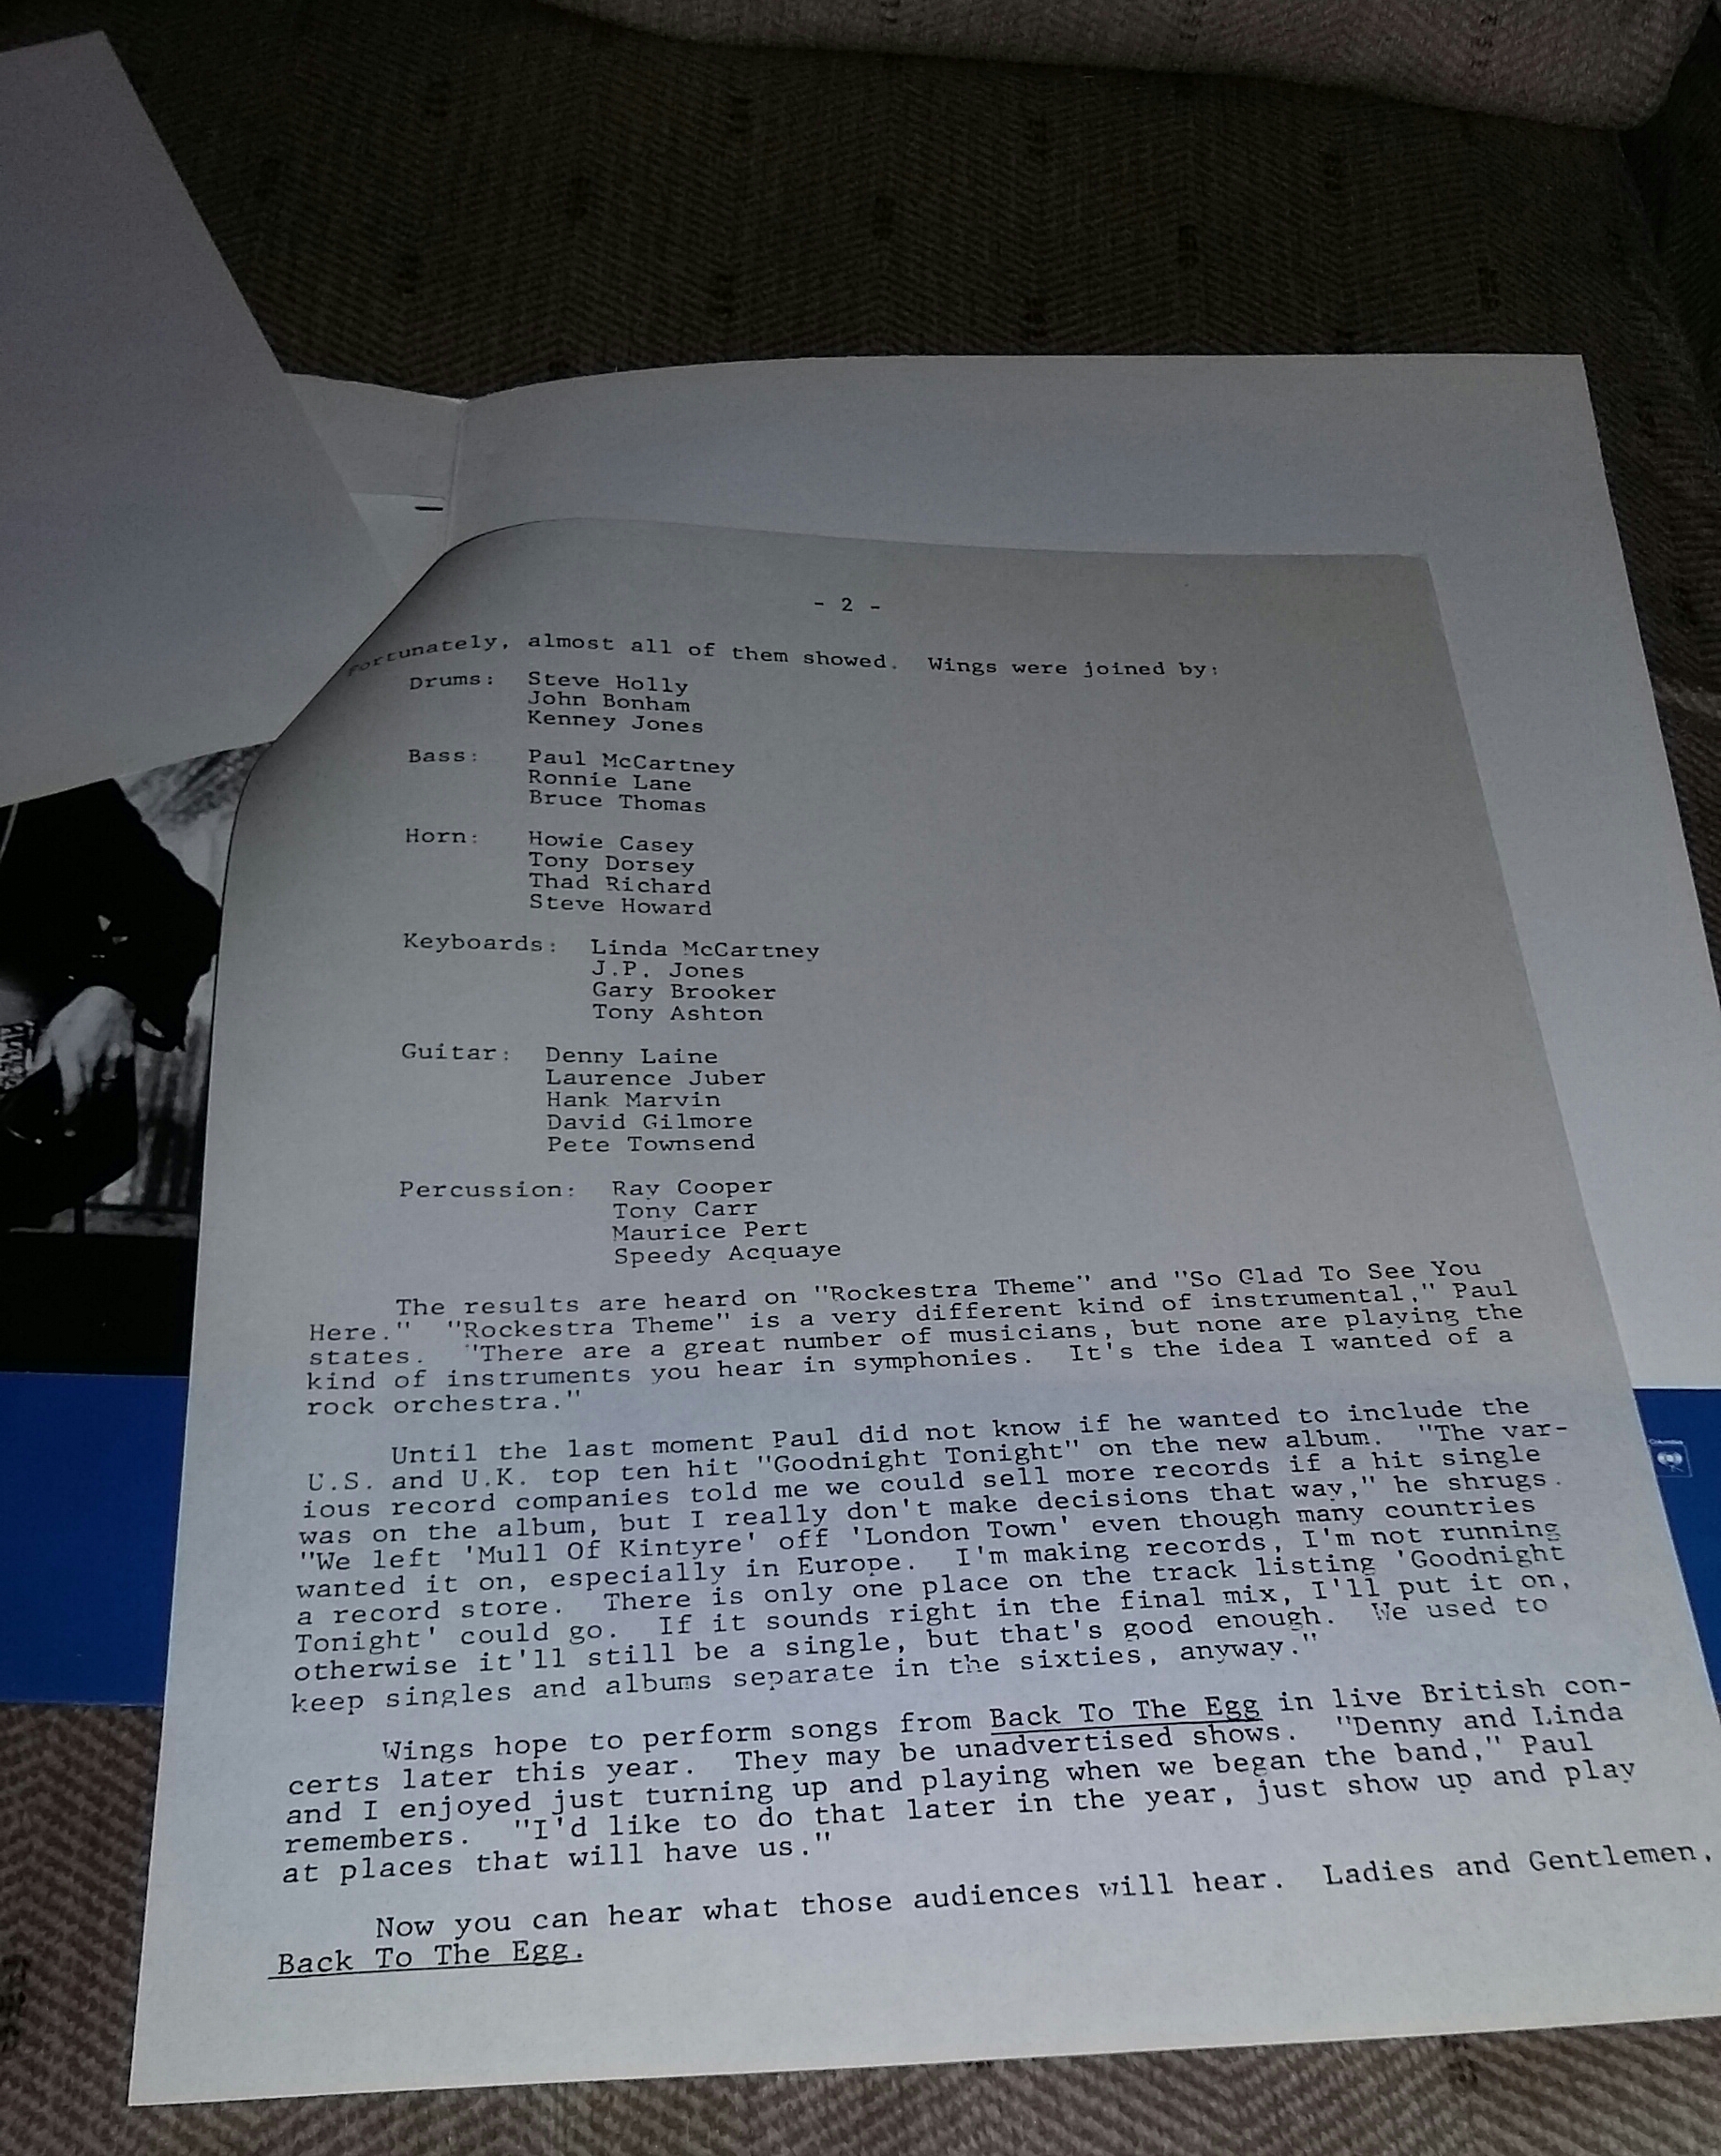 - 2 -
fortunately, almost all of them showed. Wings were joined by:
Drums: Steve Holly
John Bonham
Kenney Jones
Bass: Paul McCartney
Ronnie Lane
Bruce Thomas
Horn: Howie Casey
Tony Dorsey
Thad Richard
Steve Howard
Keyboards: Linda McCartney
J.P. Jones
Gary Brooker
Tony Ashton
Guitar: Denny Laine
Laurence Juber
Hank Marvin
David Gilmore
Pete Townsend
Percussion: Ray Cooper
Tony Carr
Maurice Pert
Speedy Acquaye
The results are heard on "Rockestra Theme" and "So Glad To See You
Here." "Rockestra Theme" is a very different kind of instrumental," Paul
states. "There are a great number of musicians, but none are playing the
kind of instruments you hear in symphonies. It's the idea I wanted of a
rock orchestra."
Until the last moment Paul did not know if he wanted to include the
U.S. and U.K. top ten hit "Goodnight Tonight" on the new album. "The var-
ious record companies told me we could sell more records if a hit single
was on the album, but I really don't make decisions that way," he shrugs.
"We left 'Mull Of Kintyre' off 'London Town' even though many countries
wanted it on, especially in Europe. I'm making records, I'm not running
a record store. There is only one place on the track listing 'Goodnight
Tonight' could go. If it sounds right in the final mix, I'll put it on,
otherwise it'll still be a single, but that's good enough. We used to
keep singles and albums separate in the sixties, anyway."
Wings hope to perform songs from Back To The Egg in live British con-
certs later this year. They may be unadvertised shows. "Denny and Linda
and I enjoyed just turning up and playing when we began the band," Paul
remembers. "I'd like to do that later in the year, just show up and play
at places that will have us."
Now you can hear what those audiences will hear. Ladies and Gentlemen,
Back To The Egg.
Columbia